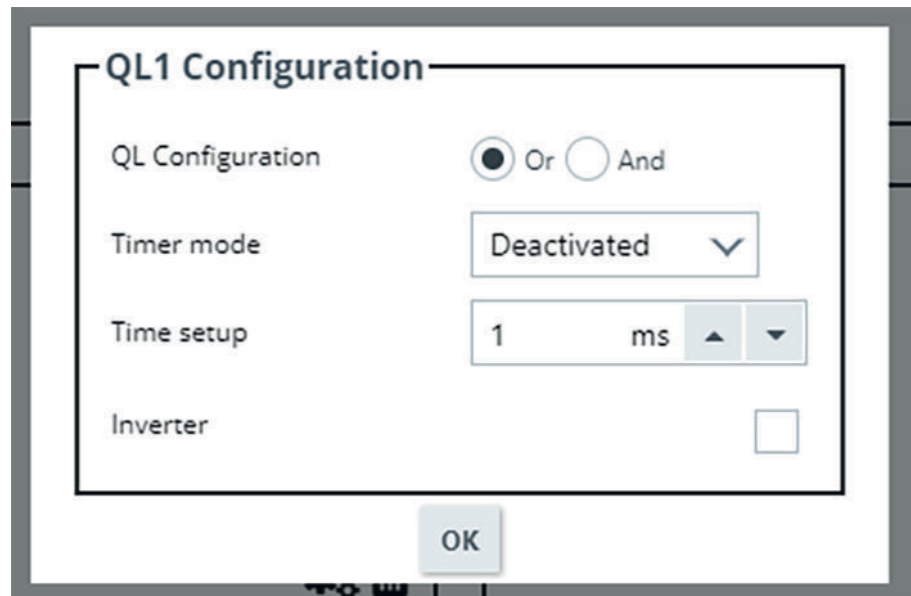 QL1 Configuration
QL Configuration Or And
Timer mode Deactivated
Time setup 1 ms
Inverter
OK